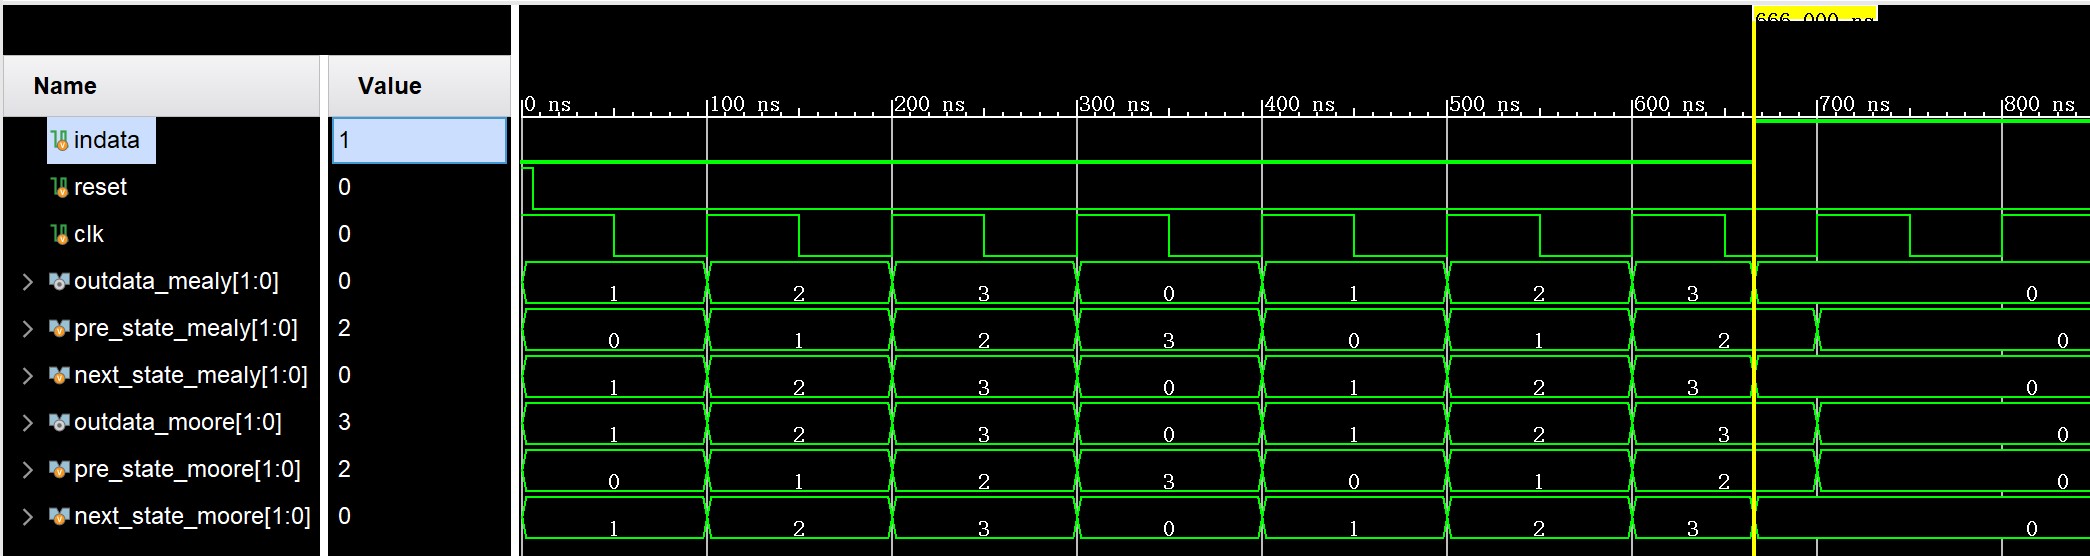 666.000 ns
Name Value
0 ns 100 ns 200 ns 300 ns 400 ns 500 ns 600 ns 700 ns 800 ns
indata 1
reset 0
clk 0
outdata_mealy[1:0] 0 1 2 3 0 1 2 3 0
pre_state_mealy[1:0] 2 0 1 2 3 0 1 2 0
next_state_mealy[1:0] 0 1 2 3 0 1 2 3 0
outdata_moore[1:0] 3 1 2 3 0 1 2 3 0
pre_state_moore[1:0] 2 0 1 2 3 0 1 2 0
next_state_moore[1:0] 0 1 2 3 0 1 2 3 0